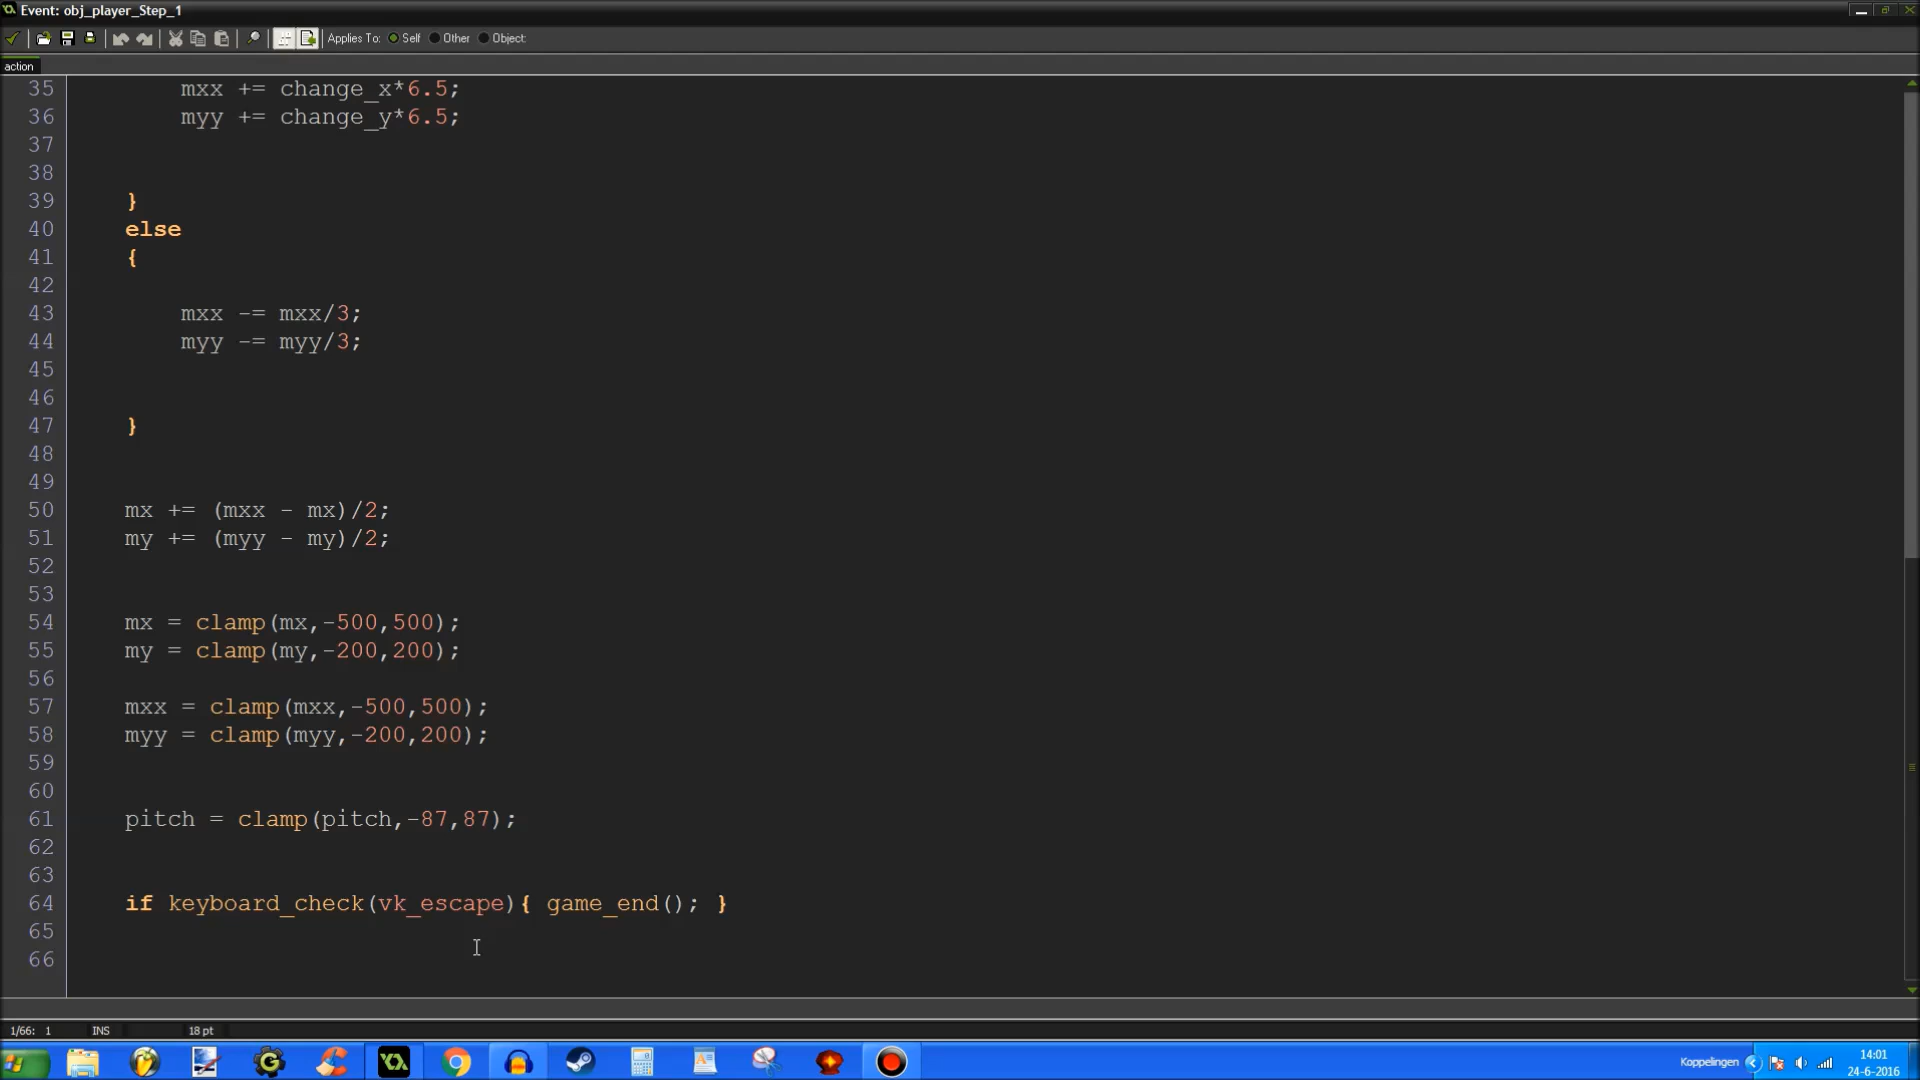 Event: obj_player_Step_1
Applies To: Self Other Object:
action
35 mxx += change_x*6.5;
36 myy += change_y*6.5;
37
38
39 }
40 else
41 {
42
43 mxx -= mxx/3;
44 myy -= myy/3;
45
46
47 }
48
49
50 mx += (mxx - mx)/2;
51 my += (myy - my)/2;
52
53
54 mx = clamp(mx,-500,500);
55 my = clamp(my,-200,200);
56
57 mxx = clamp(mxx,-500,500);
58 myy = clamp(myy,-200,200);
59
60
61 pitch = clamp(pitch,-87,87);
62
63
64 if keyboard_check(vk_escape){ game_end(); }
65
66
1/66: 1 INS 18 pt
Koppelingen
14:01
24-6-2016